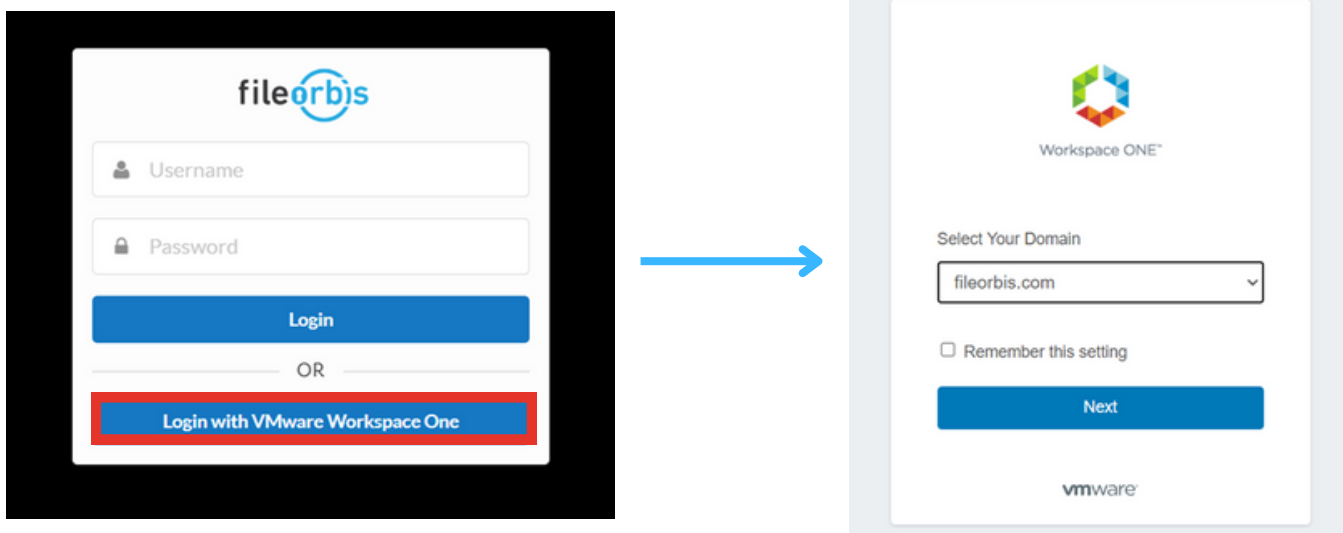 fileorbis
Username
Password
Login
OR
Login with VMware Workspace One
Workspace ONE™
Select Your Domain
fileorbis.com
Remember this setting
Next
vmware